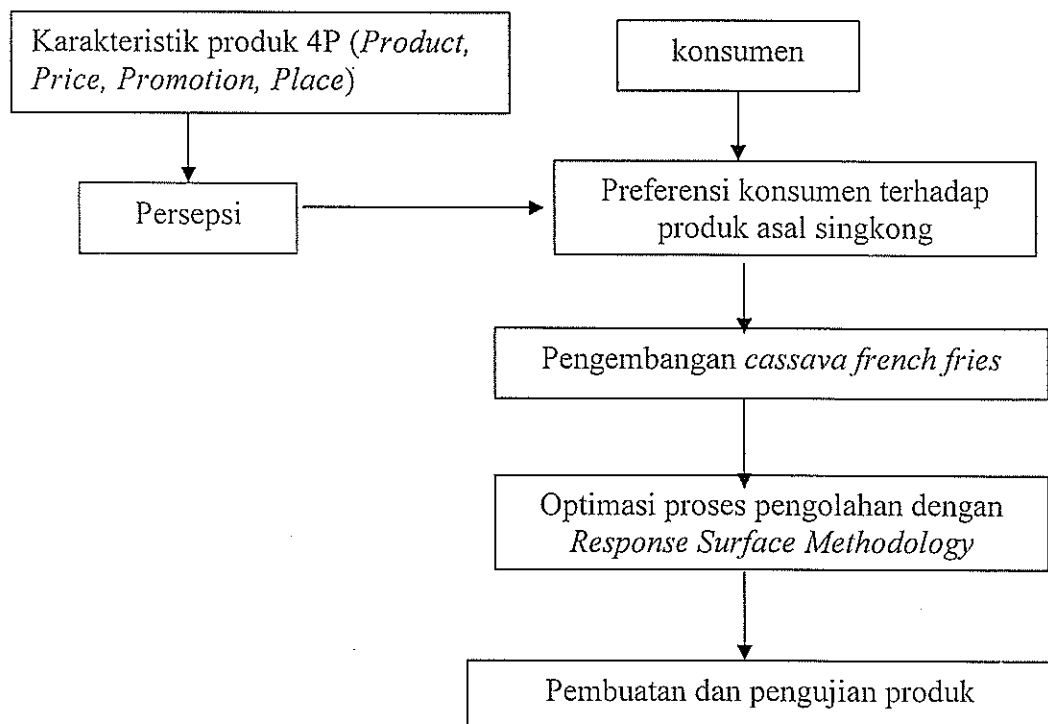 Karakteristik produk 4P (Product,
Price, Promotion, Place)
konsumen
Persepsi
Preferensi konsumen terhadap
produk asal singkong
Pengembangan cassava french fries
Optimasi proses pengolahan dengan
Response Surface Methodology
Pembuatan dan pengujian produk